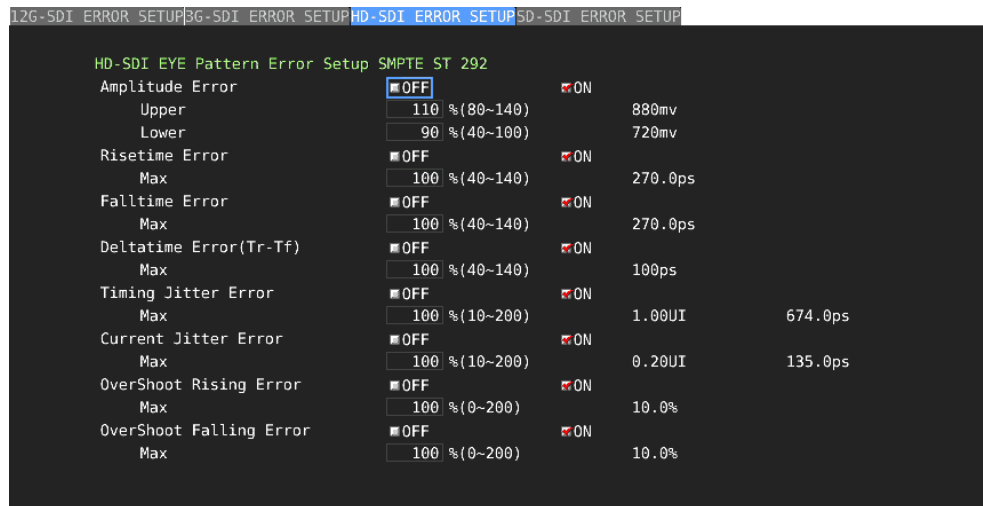 12G-SDI ERROR SETUP 3G-SDI ERROR SETUP HD-SDI ERROR SETUP SD-SDI ERROR SETUP
HD-SDI EYE Pattern Error Setup SMPTE ST 292
Amplitude Error OFF ON
Upper 110 %(80~140) 880mv
Lower 90 %(40~100) 720mv
Risetime Error OFF ON
Max 100 %(40~140) 270.0ps
Falltime Error OFF ON
Max 100 %(40~140) 270.0ps
Deltatime Error(Tr-Tf) OFF ON
Max 100 %(40~140) 100ps
Timing Jitter Error OFF ON
Max 100 %(10~200) 1.00UI 674.0ps
Current Jitter Error OFF ON
Max 100 %(10~200) 0.20UI 135.0ps
OverShoot Rising Error OFF ON
Max 100 %(0~200) 10.0%
OverShoot Falling Error OFF ON
Max 100 %(0~200) 10.0%